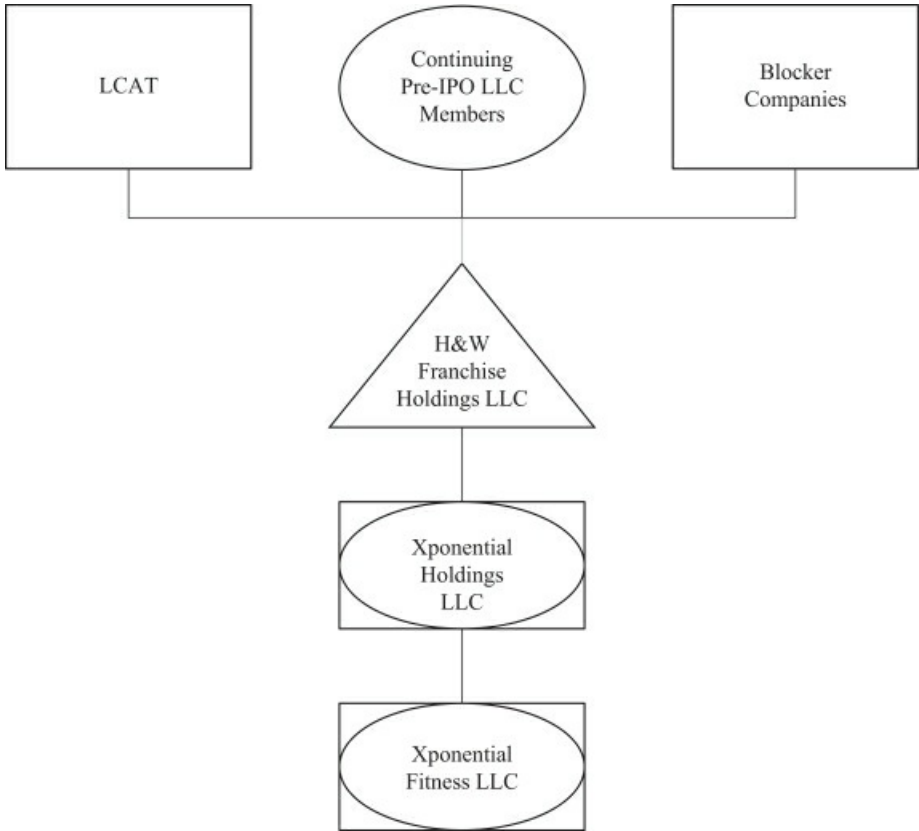 LCAT
Continuing
Pre-IPO LLC
Members
Blocker
Companies
H&W
Franchise
Holdings LLC
Xponential
Holdings
LLC
Xponential
Fitness LLC